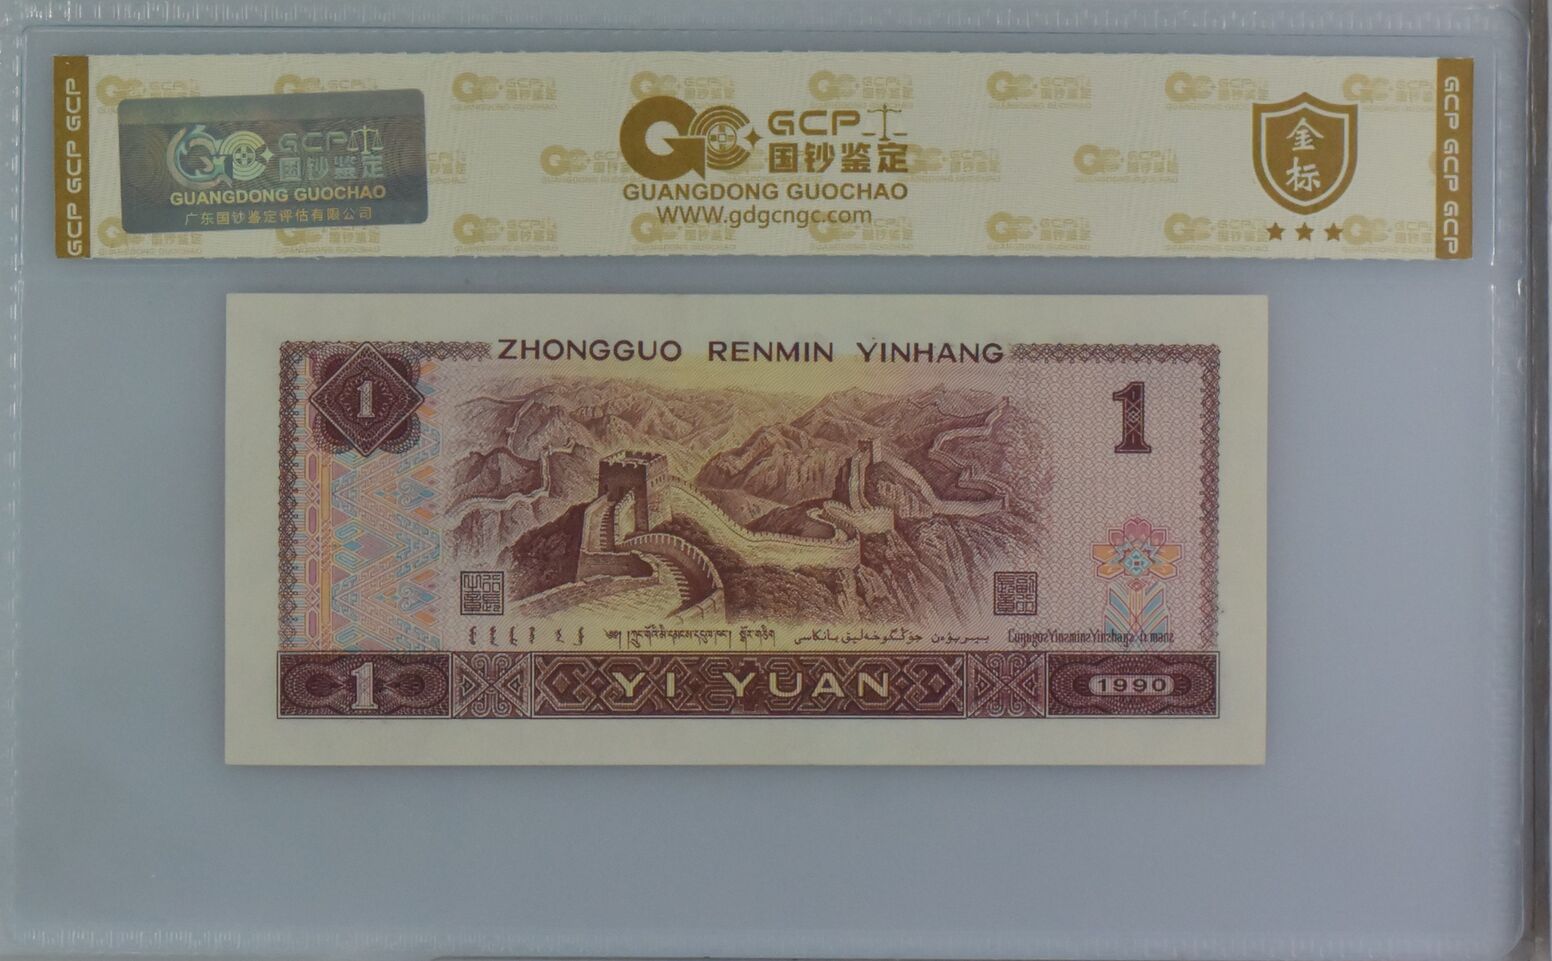 GCP GCP GCP
GCP
国钞鉴定
GUANGDONG GUOCHAO
广东国钞鉴定评估有限公司
GCP
国钞鉴定
GUANGDONG GUOCHAO
WWW.gdgcngc.com
金标
GCP GCP GCP
ZHONGGUO RENMIN YINHANG
1
1
1
YI YUAN
1990